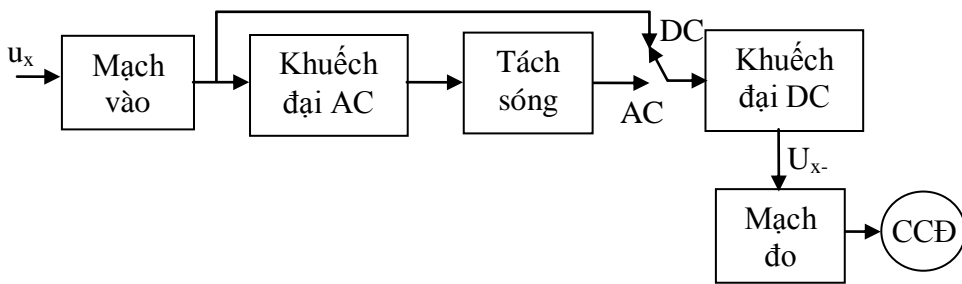 u_x
Mạch
vào
Khuếch
đại AC
Tách
sóng
DC
AC
Khuếch
đại DC
U_x-
Mạch
đo
CCĐ